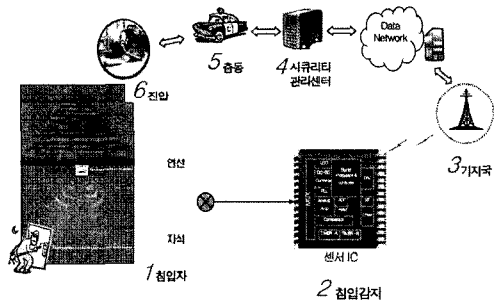 Data
Network
5 출동
4 시큐리티
관리센터
6 진압
3 기지국
연선
자석
센서 IC
1 침입자
2 침입감지